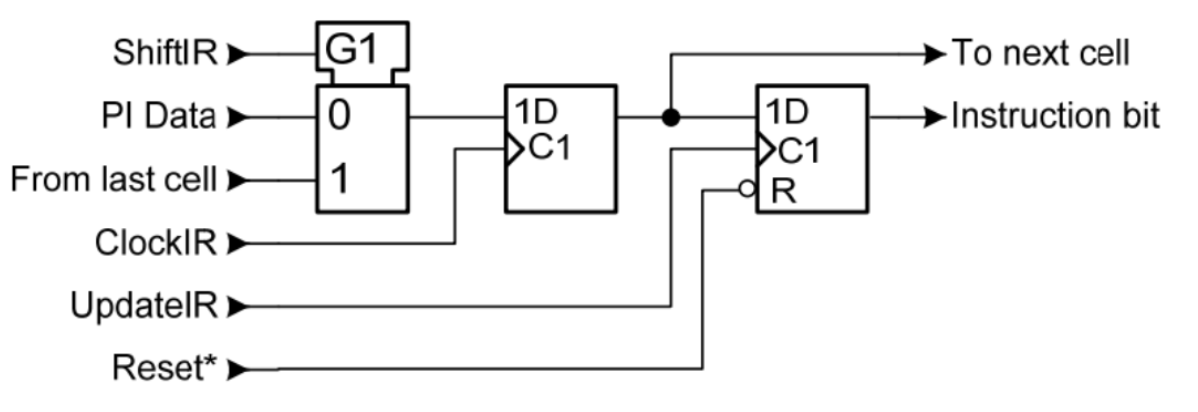 ShiftIR
G1
To next cell
PI Data
0
1D
1D
Instruction bit
C1
C1
From last cell
1
R
ClockIR
UpdateIR
Reset*